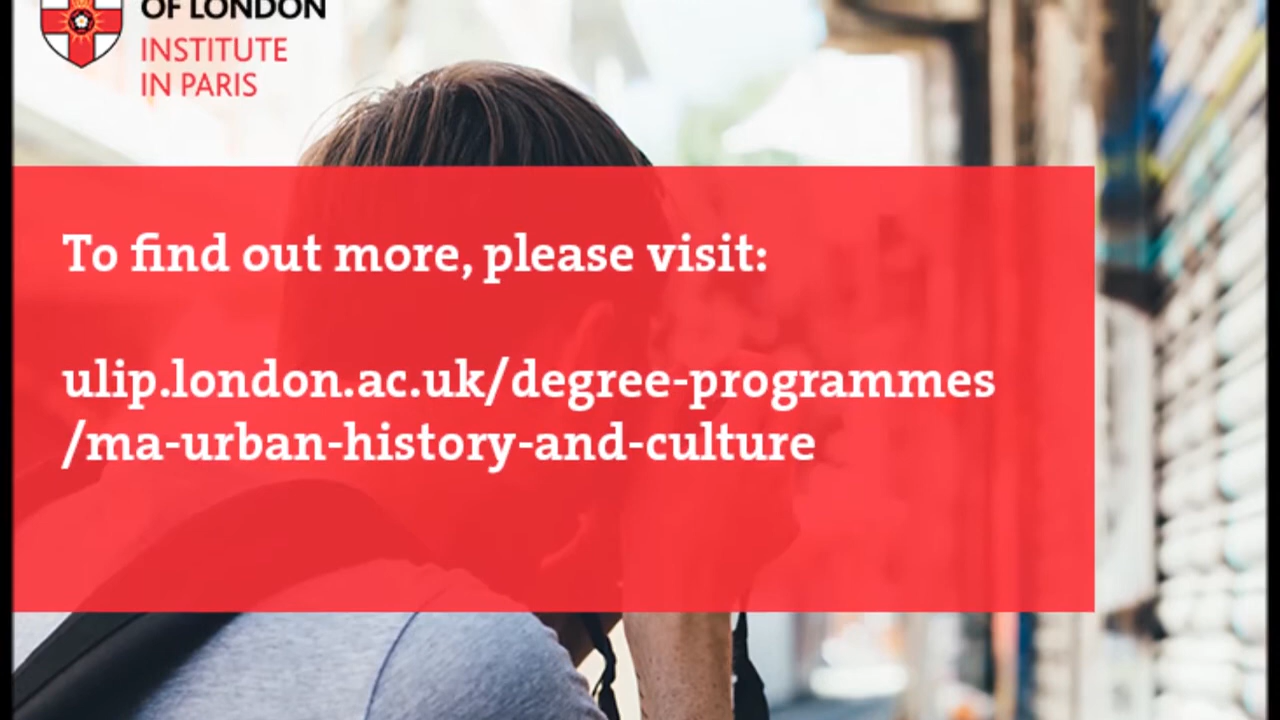 OF LONDON
INSTITUTE
IN PARIS
To find out more, please visit:
ulip.london.ac.uk/degree-programmes
/ma-urban-history-and-culture